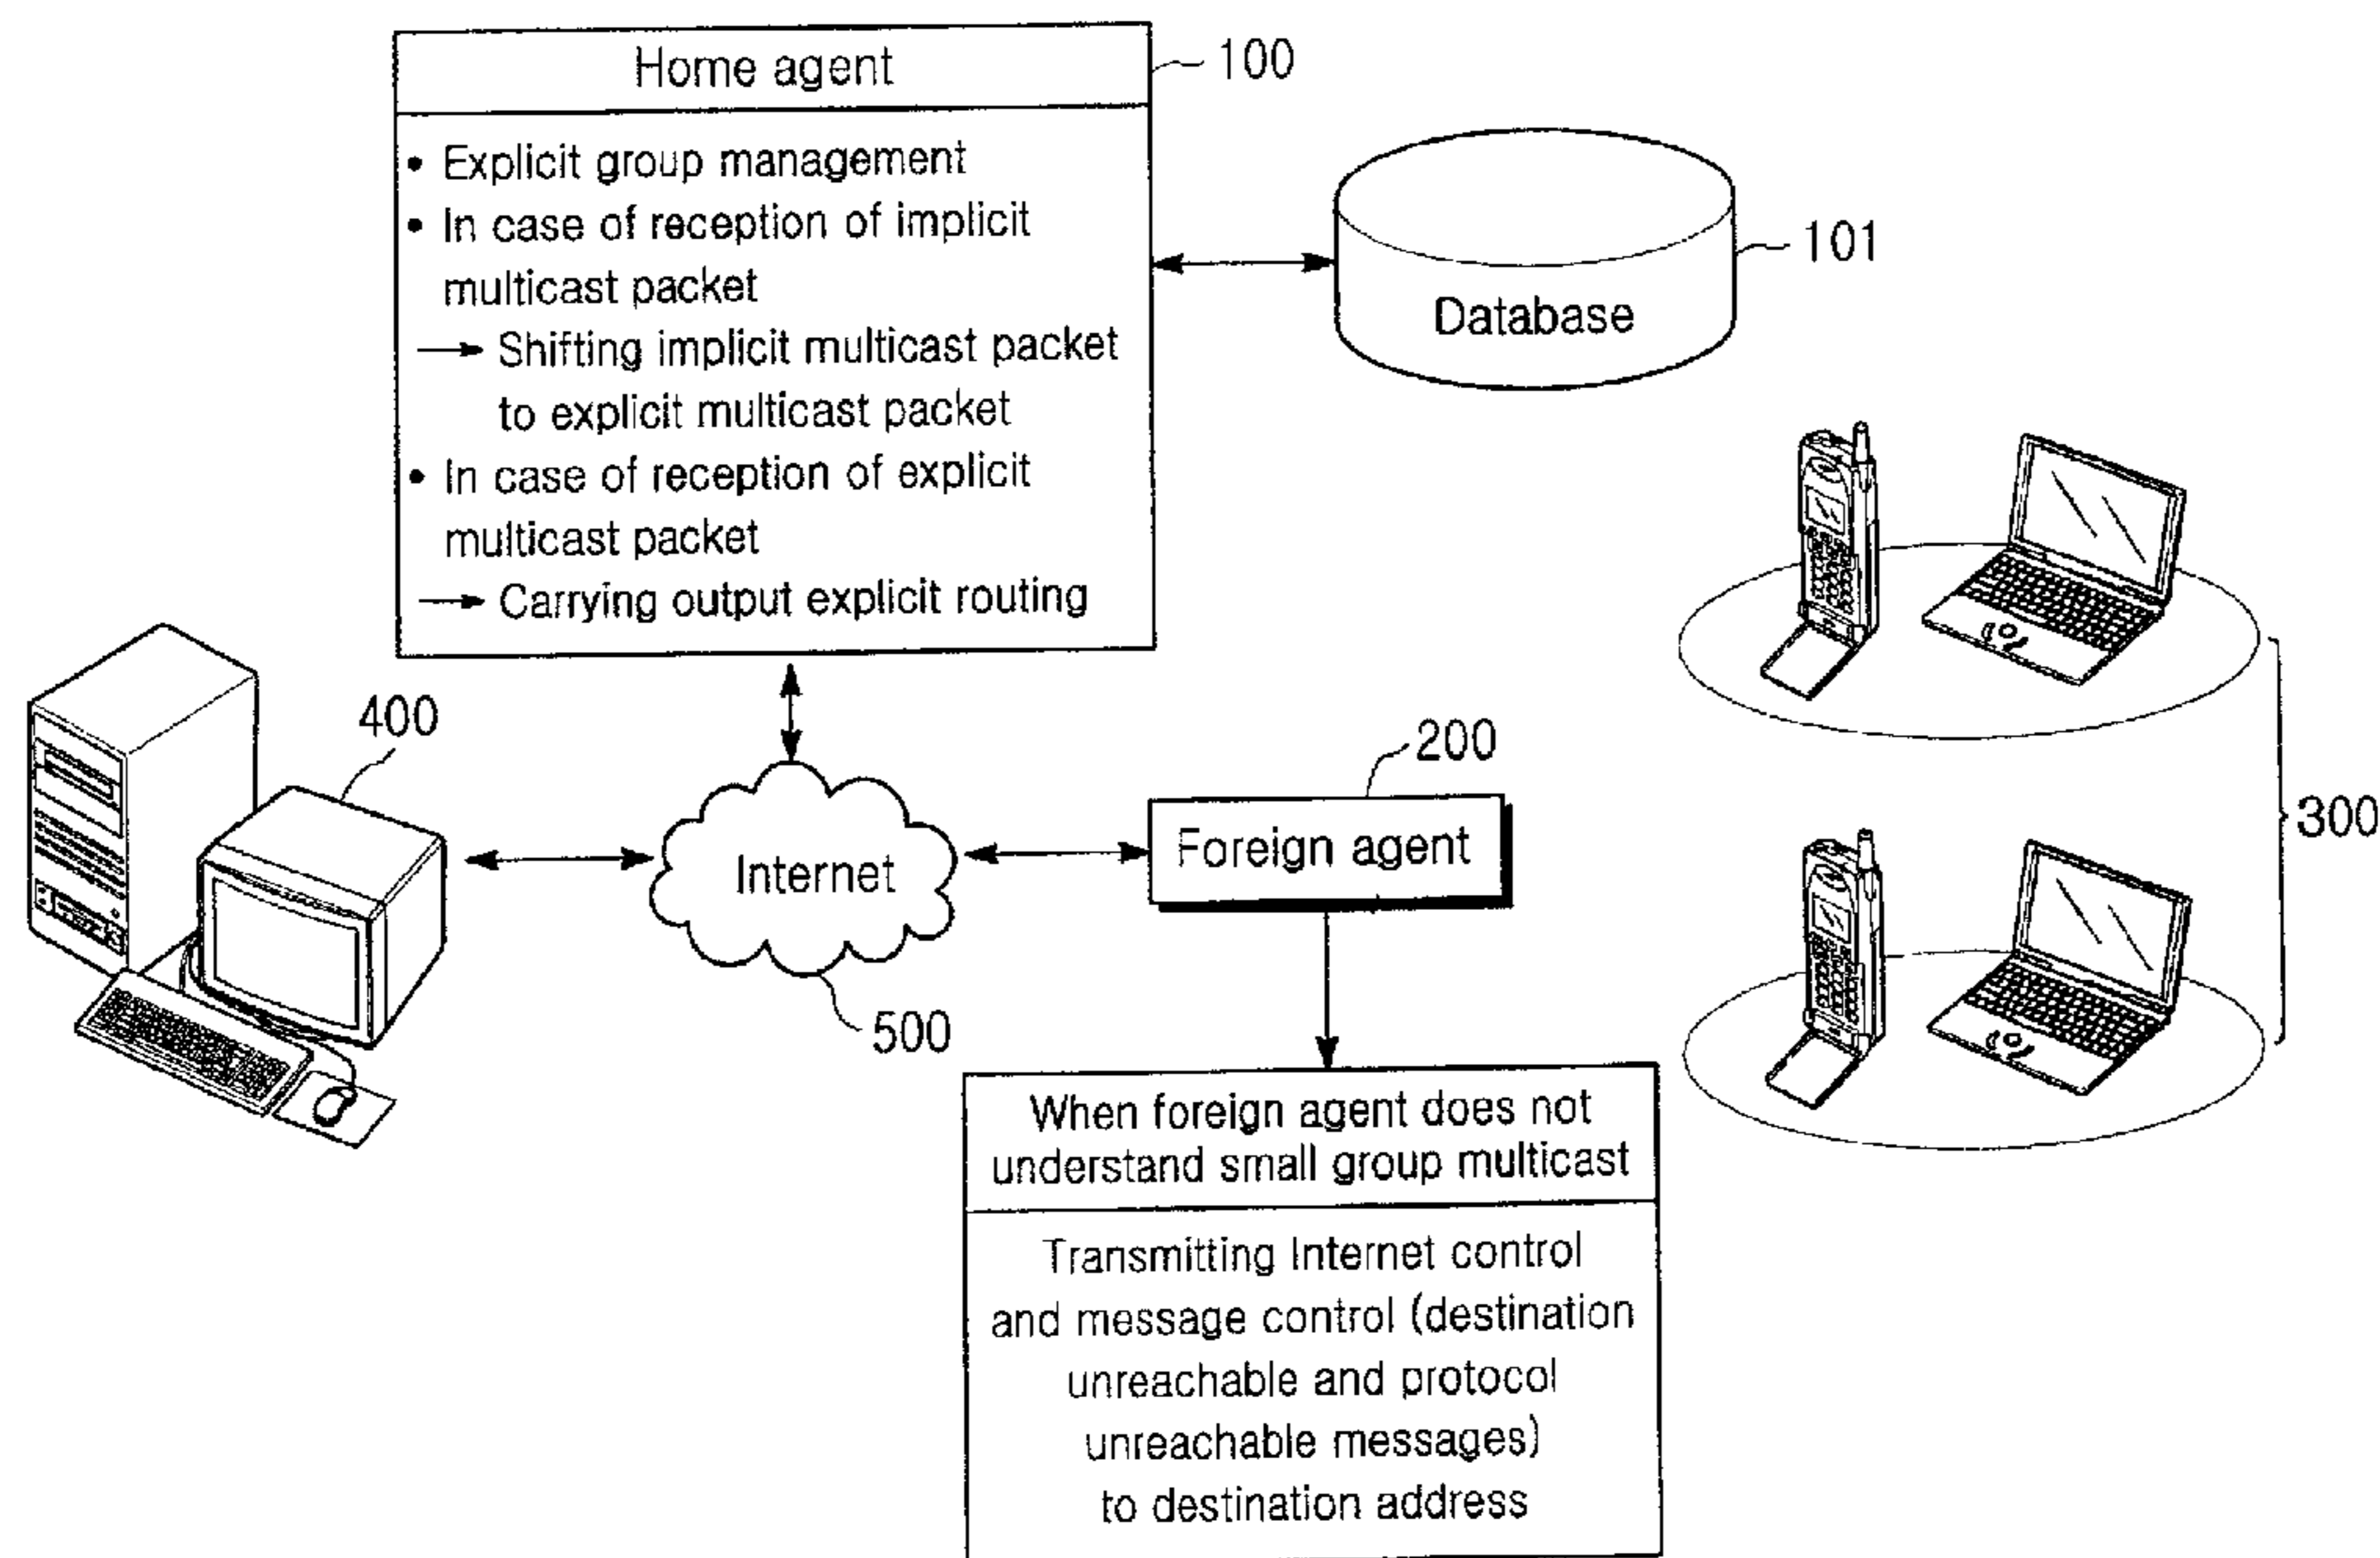 Home agent
100
• Explicit group management
• In case of reception of implicit
multicast packet
→ Shifting implicit multicast packet
to explicit multicast packet
• In case of reception of explicit
multicast packet
→ Carrying output explicit routing
Database
101
400
Internet
500
200
Foreign agent
300
When foreign agent does not
understand small group multicast
Transmitting Internet control
and message control (destination
unreachable and protocol
unreachable messages)
to destination address